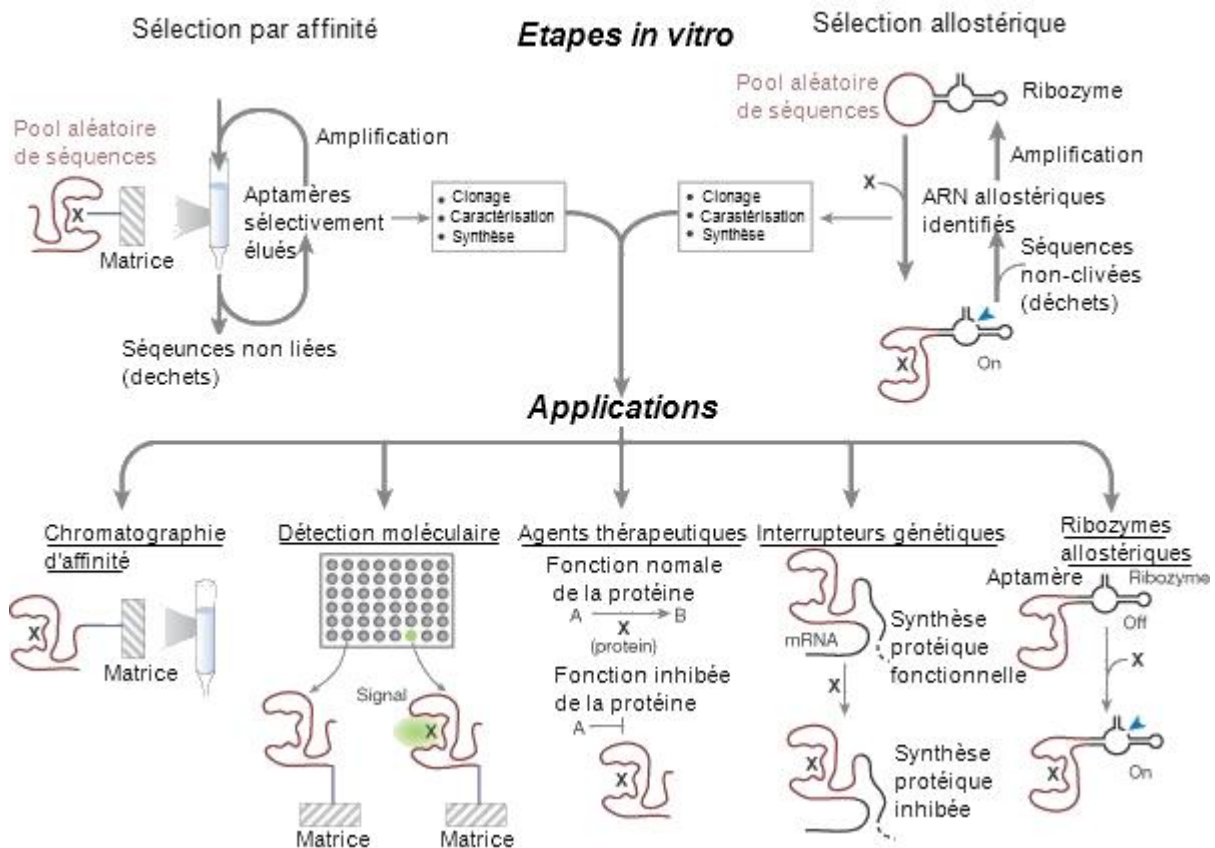 Sélection par affinité
Etapes in vitro
Sélection allostérique
Pool aléatoire
de séquences
X
Matrice
Amplification
Aptamères
sélectivement
élués
Séqeunces non liées
(dechets)
• Clonage
• Caractérisation
• Synthèse
• Clonage
• Carastérisation
• Synthèse
Pool aléatoire
de séquences
Ribozyme
Amplification
X
ARN allostériques
identifiés
Séquences
non-clivées
(déchets)
X
On
Applications
Chromatographie
d'affinité
X
Matrice
Détection moléculaire
Signal
X
Matrice
Matrice
Agents thérapeutiques
Fonction nomale
de la protéine
A
B
X
(protein)
Fonction inhibée
de la protéine
A
X
Interrupteurs génétiques
mRNA
Synthèse
protéique
fonctionnelle
X
X
Synthèse
protéique
inhibée
Ribozymes
allostériques
Aptamère
Ribozyme
Off
X
X
On